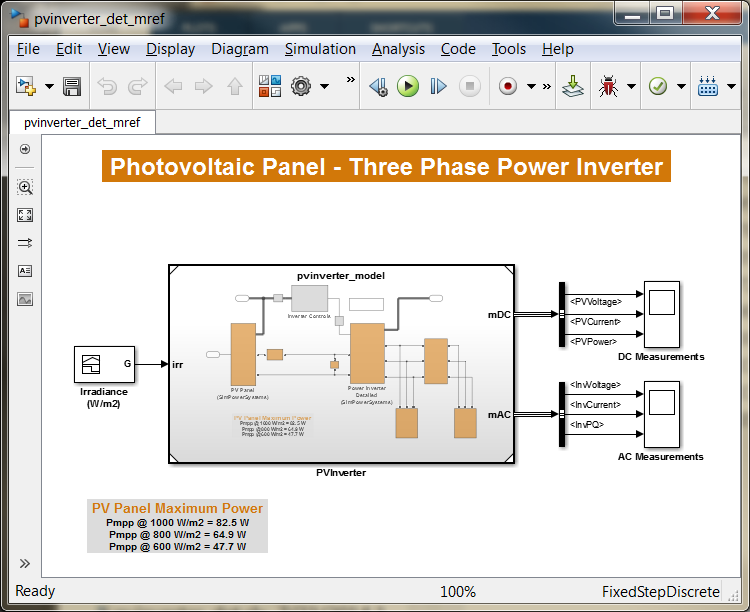 pvinverter_det_mref
File Edit View Display Diagram Simulation Analysis Code Tools Help
pvinverter_det_mref
Photovoltaic Panel - Three Phase Power Inverter
pvinverter_model
Inverter Controls
mDC
<PVVoltage>
<PVCurrent>
<PVPower>
DC Measurements
G
irr
Irradiance
(W/m2)
PV Panel
(SimPowerSystems)
Power Inverter
Detailed
(SimPowerSystems)
PV Panel Maximum Power
Pmpp @ 1000 W/m2 = 82.5 W
Pmpp @ 800 W/m2 = 64.9 W
Pmpp @ 600 W/m2 = 47.7 W
mAC
<InvVoltage>
<InvCurrent>
<InvPQ>
AC Measurements
PVInverter
PV Panel Maximum Power
Pmpp @ 1000 W/m2 = 82.5 W
Pmpp @ 800 W/m2 = 64.9 W
Pmpp @ 600 W/m2 = 47.7 W
Ready
100%
FixedStepDiscrete